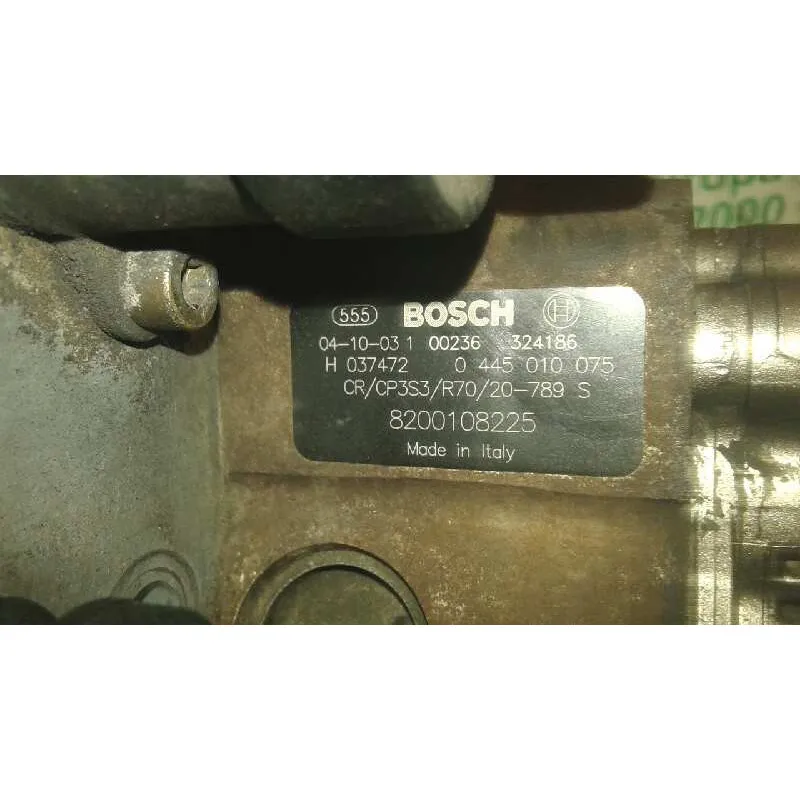 555 BOSCH H
04-10-03 1 00236 324186
H 037472 0 445 010 075
CR/CP3S3/R70/20-789 S
8200108225
Made in Italy